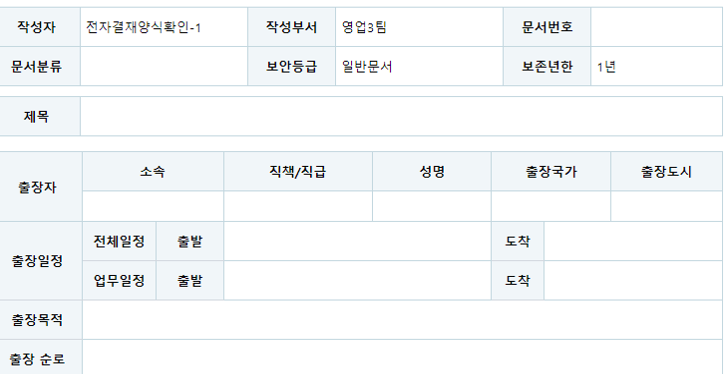 작성자 전자결재양식확인-1 작성부서 영업3팀 문서번호
문서분류 보안등급 일반문서 보존년한 1년
제목
출장자 소속 직책/직급 성명 출장국가 출장도시
출장일정 전체일정 출발 도착
업무일정 출발 도착
출장목적
출장 순로